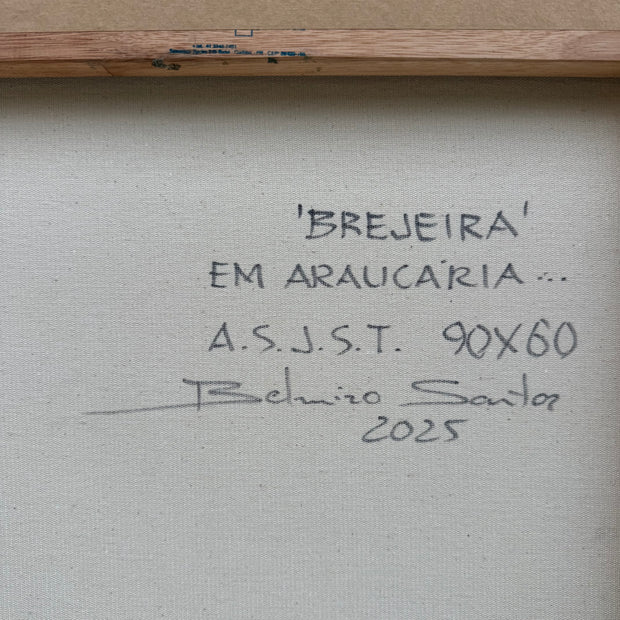 'BREJEIRA'
EM ARAUCÁRIA...
A.S.J.S.T. 90X60
Belmiro Santos
2025